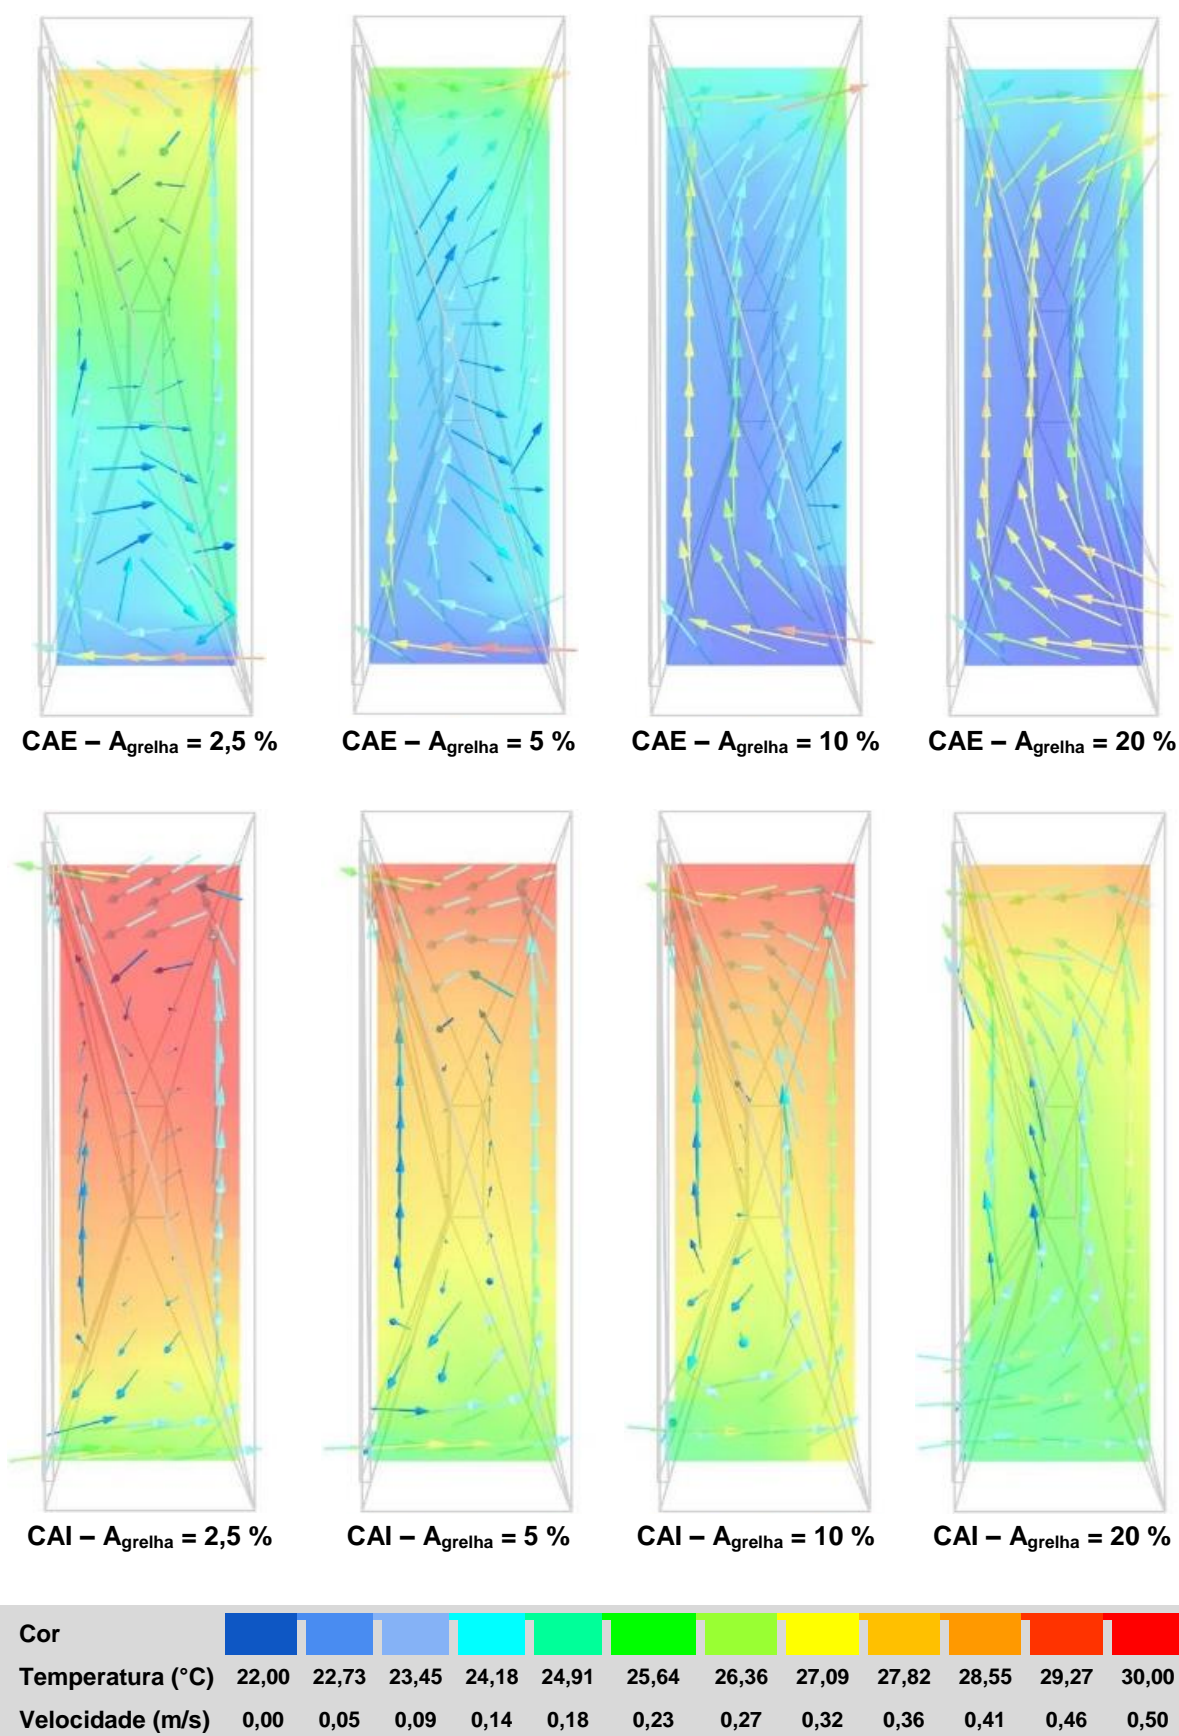 CAE – Agrelha = 2,5 % CAE – Agrelha = 5 % CAE – Agrelha = 10 % CAE – Agrelha = 20 %
CAI – Agrelha = 2,5 % CAI – Agrelha = 5 % CAI – Agrelha = 10 % CAI – Agrelha = 20 %
Cor
Temperatura (°C) 22,00 22,73 23,45 24,18 24,91 25,64 26,36 27,09 27,82 28,55 29,27 30,00
Velocidade (m/s) 0,00 0,05 0,09 0,14 0,18 0,23 0,27 0,32 0,36 0,41 0,46 0,50